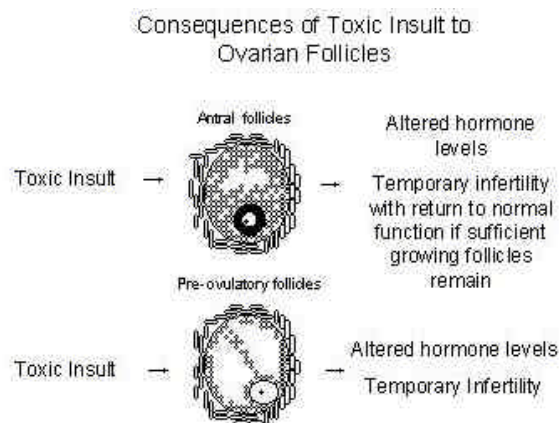 Consequences of Toxic Insult to
Ovarian Follicles
Antral follicles
Toxic Insult →
→ Altered hormone
levels
Temporary infertility
with return to normal
function if sufficient
growing follicles
remain
Pre-ovulatory follicles
Toxic Insult →
→ Altered hormone levels
Temporary Infertility